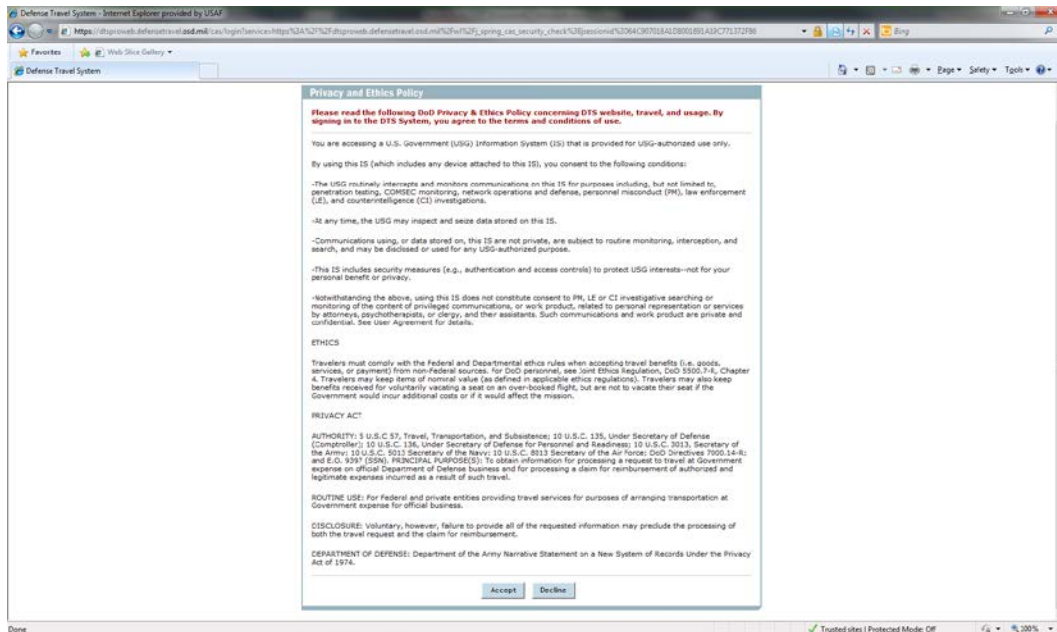 Defense Travel System - Internet Explorer provided by USAF
Bing
Favorites
Web Slice Gallery
Defense Travel System
Page Safety Tools
Privacy and Ethics Policy
Please read the following DoD Privacy & Ethics Policy concerning DTS website, travel, and usage. By
signing in to the DTS System, you agree to the terms and conditions of use.
You are accessing a U.S. Government (USG) Information System (IS) that is provided for USG-authorized use only.
By using this IS (which includes any device attached to this IS), you consent to the following conditions:
-The USG routinely intercepts and monitors communications on this IS for purposes including, but not limited to,
penetration testing, COMSEC monitoring, network operations and defense, personnel misconduct (PM), law enforcement
(LE), and counterintelligence (CI) investigations.
-At any time, the USG may inspect and seize data stored on this IS.
-Communications using, or data stored on, this IS are not private, are subject to routine monitoring, interception, and
search, and may be disclosed or used for any USG-authorized purpose.
-This IS includes security measures (e.g., authentication and access controls) to protect USG interests--not for your
personal benefit or privacy.
-Notwithstanding the above, using this IS does not constitute consent to PM, LE or CI investigative searching or
monitoring of the content of privileged communications, or work product, related to personal representation or services
by attorneys, psychotherapists, or clergy, and their assistants. Such communications and work product are private and
confidential. See User Agreement for details.
ETHICS
Travelers must comply with the Federal and Departmental ethics rules when accepting travel benefits (i.e. goods,
services, or payment) from non-Federal sources. For DoD personnel, see Joint Ethics Regulation, DoD 5500.7-R, Chapter
4. Travelers may keep items of nominal value (as defined in applicable ethics regulations). Travelers may also keep
benefits received for voluntarily vacating a seat on an over-booked flight, but are not to vacate their seat if the
Government would incur additional costs or if it would affect the mission.
PRIVACY ACT
AUTHORITY: 5 U.S.C 57, Travel, Transportation, and Subsistence; 10 U.S.C. 135, Under Secretary of Defense
(Comptroller); 10 U.S.C. 136, Under Secretary of Defense for Personnel and Readiness; 10 U.S.C. 3013, Secretary of
the Army; 10 U.S.C. 5013 Secretary of the Navy; 10 U.S.C. 8013 Secretary of the Air Force; DoD Directives 7000.14-R;
and E.O. 9397 (SSN). PRINCIPAL PURPOSE(S): To obtain information for processing a request to travel at Government
expense on official Department of Defense business and for processing a claim for reimbursement of authorized and
legitimate expenses incurred as a result of such travel.
ROUTINE USE: For Federal and private entities providing travel services for purposes of arranging transportation at
Government expense for official business.
DISCLOSURE: Voluntary, however, failure to provide all of the requested information may preclude the processing of
both the travel request and the claim for reimbursement.
DEPARTMENT OF DEFENSE: Department of the Army Narrative Statement on a New System of Records Under the Privacy
Act of 1974.
Accept Decline
Done Trusted sites | Protected Mode: Off 100%